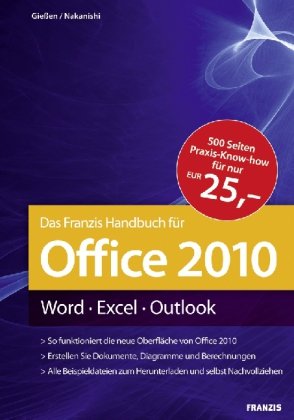 Gießen / Nakanishi
500 Seiten
Praxis-Know-how
für nur
EUR 25,–
Das Franzis Handbuch für
Office 2010
Word · Excel · Outlook
> So funktioniert die neue Oberfläche von Office 2010
> Erstellen Sie Dokumente, Diagramme und Berechnungen
> Alle Beispieldateien zum Herunterladen und selbst Nachvollziehen
FRANZIS